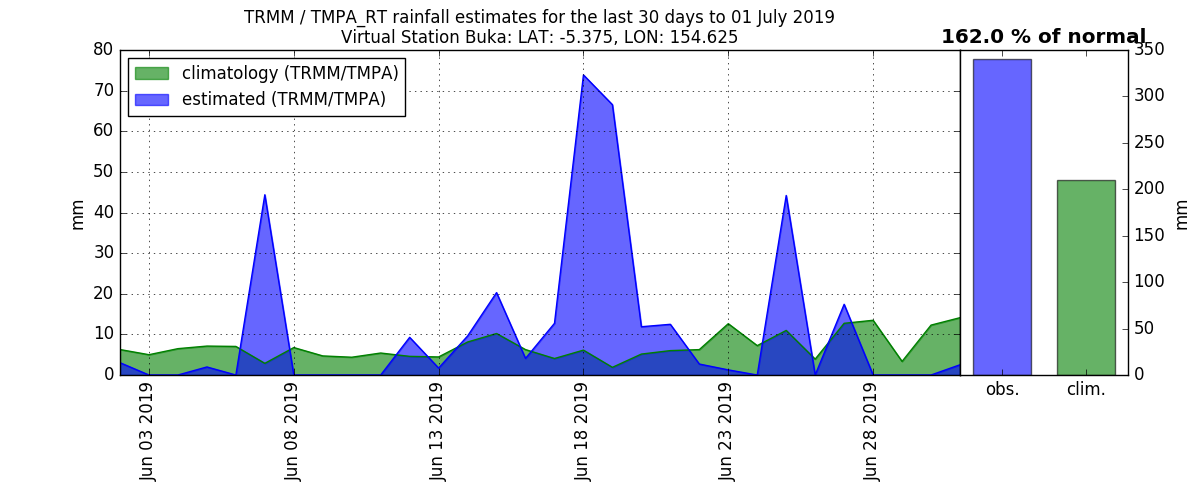 TRMM / TMPA_RT rainfall estimates for the last 30 days to 01 July 2019
Virtual Station Buka: LAT: -5.375, LON: 154.625
162.0 % of normal
climatology (TRMM/TMPA)
estimated (TRMM/TMPA)
80
70
60
50
40
30
20
10
0
mm
Jun 03 2019
Jun 08 2019
Jun 13 2019
Jun 18 2019
Jun 23 2019
Jun 28 2019
obs.
clim.
350
300
250
200
150
100
50
0
mm